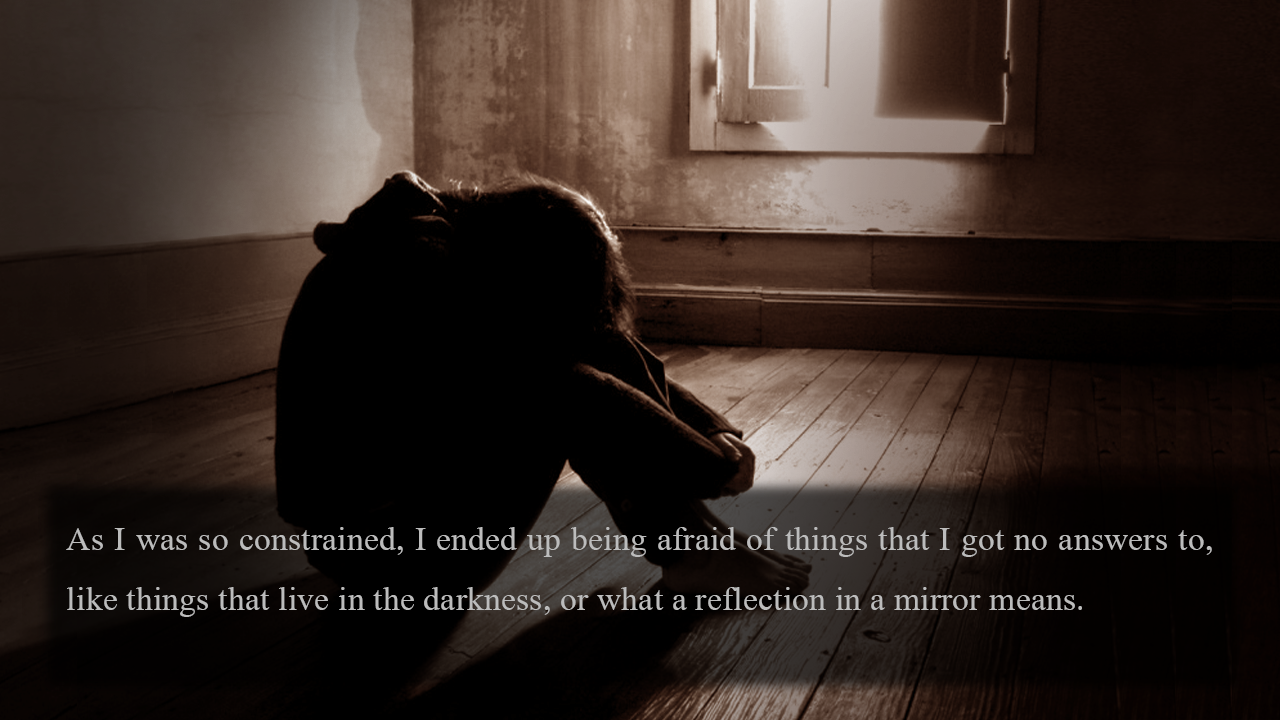 As I was so constrained, I ended up being afraid of things that I got no answers to,
like things that live in the darkness, or what a reflection in a mirror means.